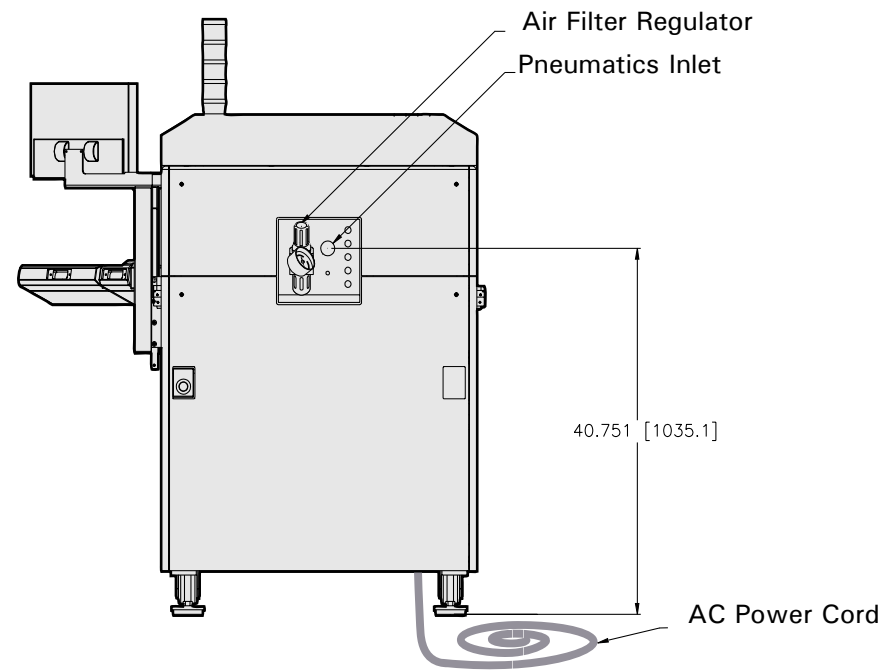 Air Filter Regulator
Pneumatics Inlet
40.751 [1035.1]
AC Power Cord